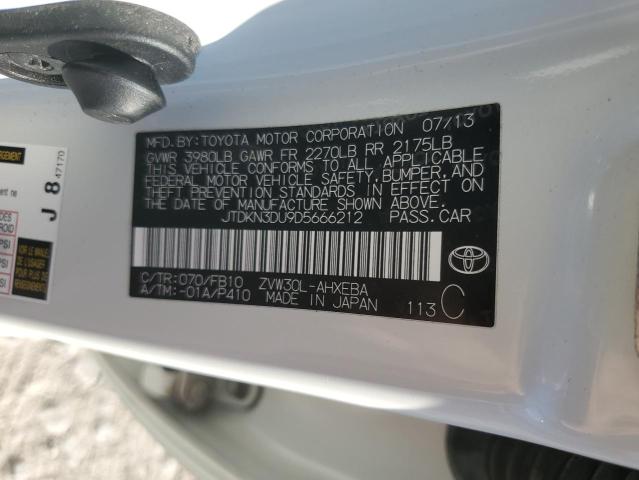 MFD. BY: TOYOTA MOTOR CORPORATION 07/13
GVWR 3980LB GAWR FR 2270LB RR 2175LB
THIS VEHICLE CONFORMS TO ALL APPLICABLE
FEDERAL MOTOR VEHICLE SAFETY, BUMPER, AND
THEFT PREVENTION STANDARDS IN EFFECT ON
THE DATE OF MANUFACTURE SHOWN ABOVE.
JTDKN3DU9D5666212 PASS.CAR
C/TR: 070/FB10 ZVW30L-AHXEBA
A/TM: -01A/P410 MADE IN JAPAN 113 C
J 8 47170